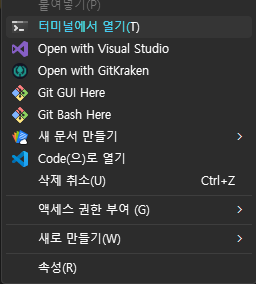 붙여넣기(P)
터미널에서 열기(T)
Open with Visual Studio
Open with GitKraken
Git GUI Here
Git Bash Here
새 문서 만들기
Code(으)로 열기
삭제 취소(U) Ctrl+Z
액세스 권한 부여 (G)
새로 만들기(W)
속성(R)